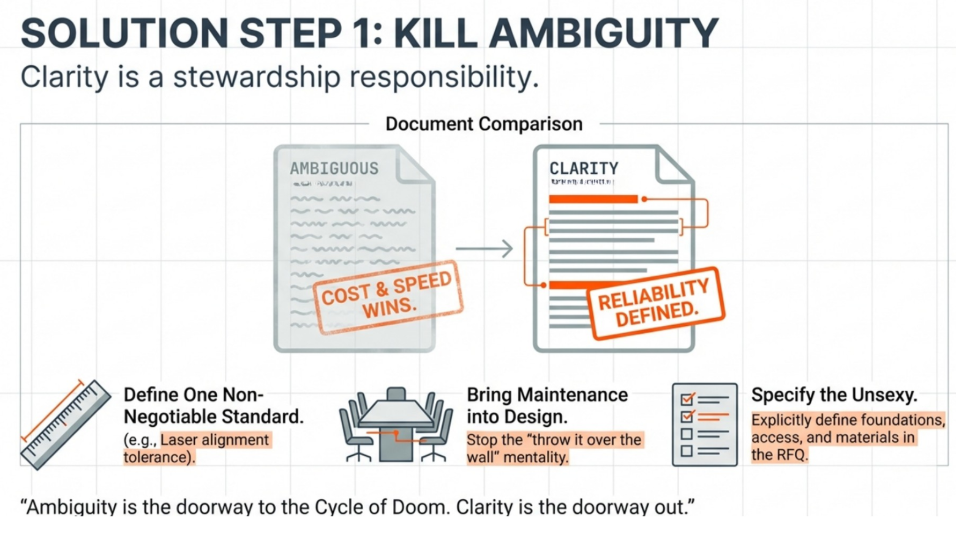 SOLUTION STEP 1: KILL AMBIGUITY
Clarity is a stewardship responsibility.
Document Comparison
AMBIGUOUS
COST & SPEED
WINS.
CLARITY
RELIABILITY
DEFINED.
Define One Non-
Negotiable Standard.
(e.g., Laser alignment
tolerance).
Bring Maintenance
into Design.
Stop the “throw it over the
wall” mentality.
Specify the Unsexy.
Explicitly define foundations,
access, and materials in
the RFQ.
“Ambiguity is the doorway to the Cycle of Doom. Clarity is the doorway out.”